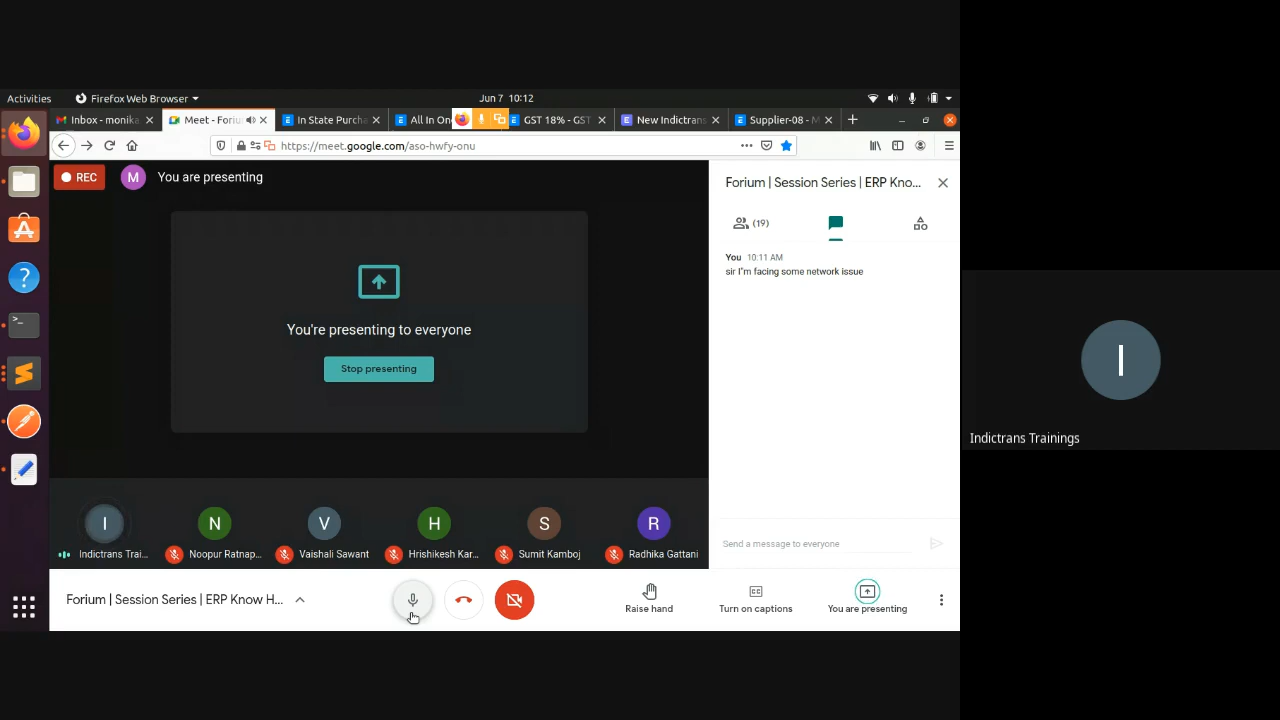 Activities
Firefox Web Browser
Jun 7 10:12
Inbox - monika
Meet - Foriu
In State Purcha
All In On
GST 18% - GST
New Indictrans
Supplier-08 - M
https://meet.google.com/aso-hwfy-onu
REC
M
You are presenting
Forium | Session Series | ERP Kno...
(19)
You 10:11 AM
sir I"m facing some network issue
You're presenting to everyone
Stop presenting
I
Indictrans Trainings
I
N
V
H
S
R
Indictrans Trai...
Noopur Ratnap...
Vaishali Sawant
Hrishikesh Kar...
Sumit Kamboj
Radhika Gattani
Send a message to everyone
Forium | Session Series | ERP Know H...
Raise hand
CC
Turn on captions
You are presenting